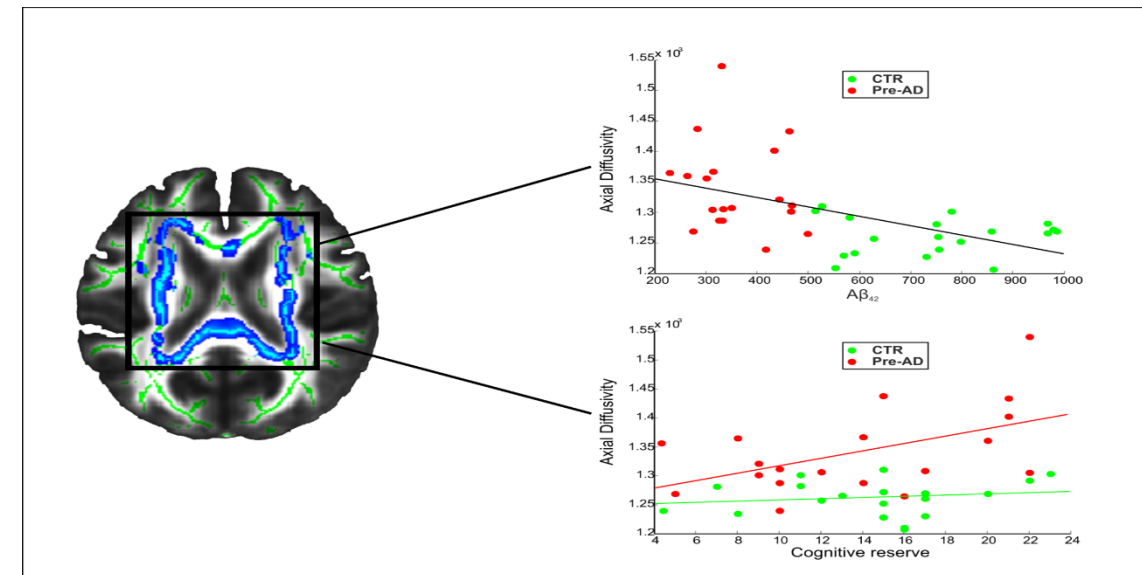 1.55 x 10³
1.5
1.45
1.4
1.35
1.3
1.25
1.2
Axial Diffusivity
CTR
Pre-AD
200 300 400 500 600 700 800 900 1000
Aβ₄₂
1.55 x 10³
1.5
1.45
1.4
1.35
1.3
1.25
1.2
Axial Diffusivity
CTR
Pre-AD
4 6 8 10 12 14 16 18 20 22 24
Cognitive reserve